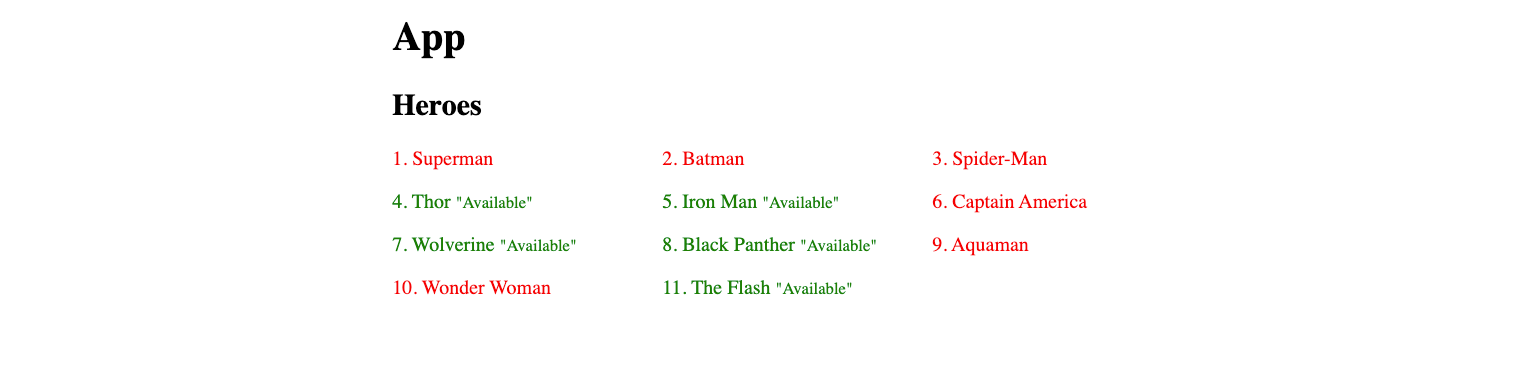 App
Heroes
1. Superman
2. Batman
3. Spider-Man
4. Thor "Available"
5. Iron Man "Available"
6. Captain America
7. Wolverine "Available"
8. Black Panther "Available"
9. Aquaman
10. Wonder Woman
11. The Flash "Available"